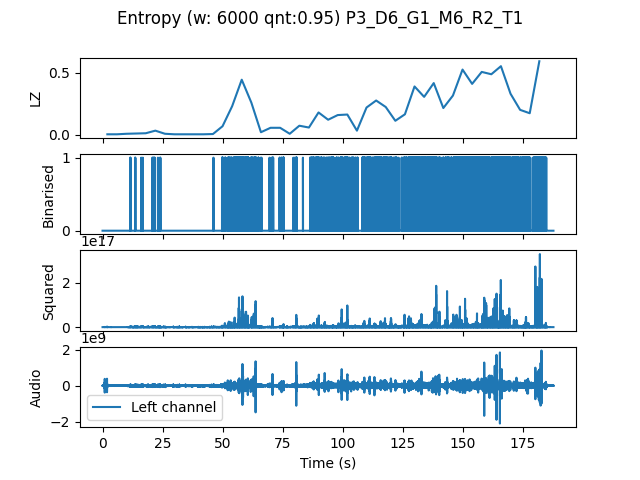 Entropy (w: 6000 qnt:0.95) P3_D6_G1_M6_R2_T1
0.5
LZ
0.0
1
Binarised
0
1e17
2
Squared
0
1e9
2
Audio
0
−2
Left channel
0 25 50 75 100 125 150 175
Time (s)